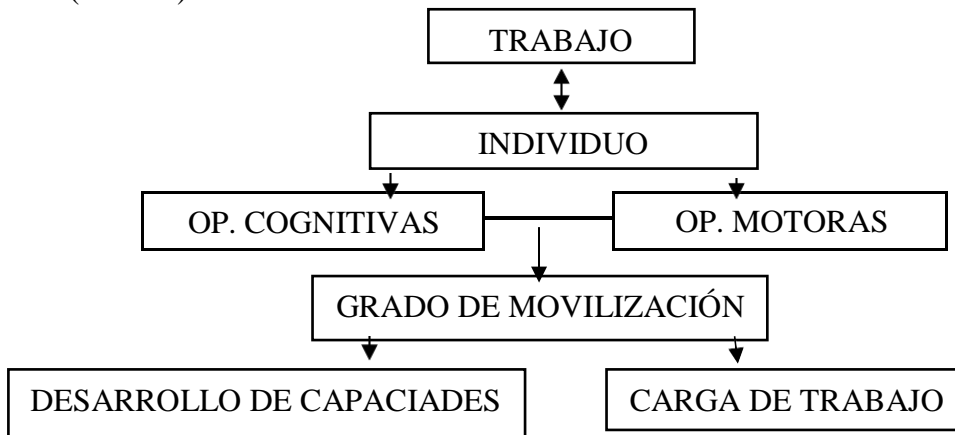 TRABAJO
INDIVIDUO
OP. COGNITIVAS
OP. MOTORAS
GRADO DE MOVILIZACIÓN
DESARROLLO DE CAPACIADES
CARGA DE TRABAJO